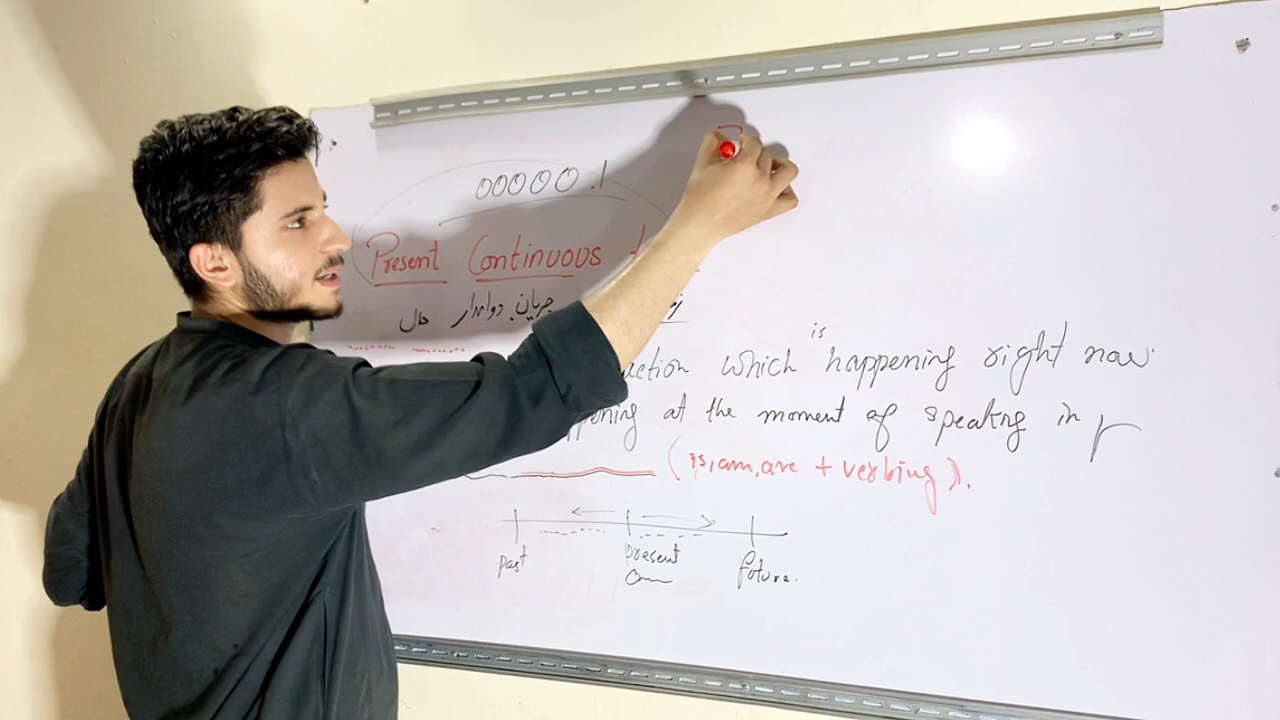 00000.1
Present Continuous t
حال دوامدار جریان ز
action which is happening right now
ppening at the moment of speaking in
(is, am, are + verbing).
past present future.